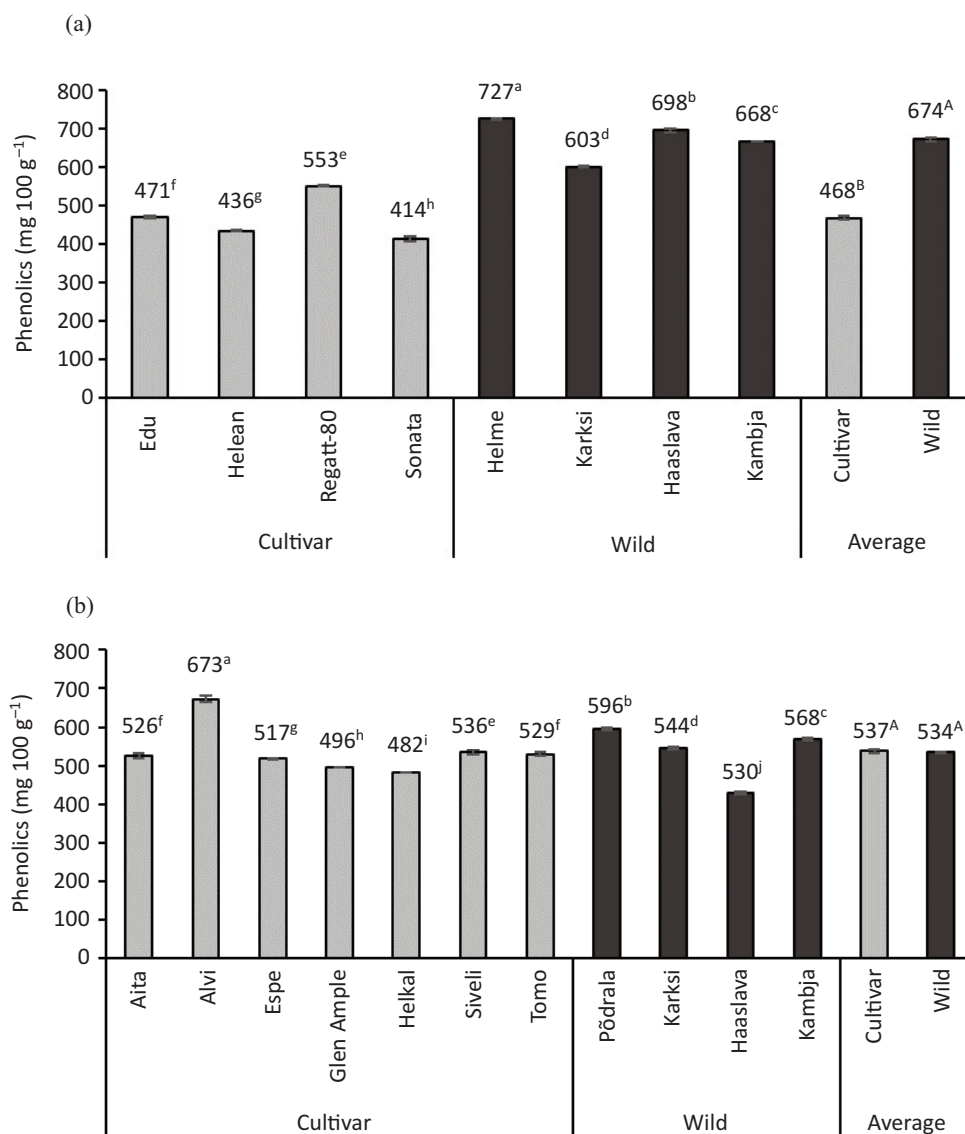 (a)
Phenolics (mg 100 g⁻¹)
800
700
600
500
400
300
200
100
0
471ᶠ
436ᵍ
553ᵉ
414ʰ
727ᵃ
603ᵈ
698ᵇ
668ᶜ
468ᴮ
674ᴬ
Edu
Helean
Regatt-80
Sonata
Helme
Karksi
Haaslava
Kambja
Cultivar
Wild
Cultivar
Wild
Average
(b)
Phenolics (mg 100 g⁻¹)
800
700
600
500
400
300
200
100
0
526ᶠ
673ᵃ
517ᵍ
496ʰ
482ⁱ
536ᵉ
529ᶠ
596ᵇ
544ᵈ
530ʲ
568ᶜ
537ᴬ
534ᴬ
Aita
Alvi
Espe
Glen Ample
Helkal
Siveli
Tomo
Põdrala
Karksi
Haaslava
Kambja
Cultivar
Wild
Cultivar
Wild
Average